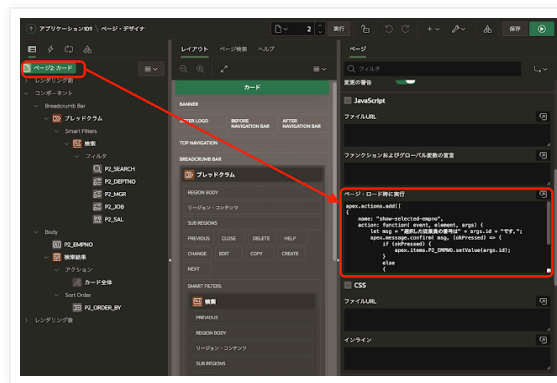 アプリケーション101 \ ページ・デザイナ
2
実行
保存
ページ2: カード
レンダリング前
コンポーネント
Breadcrumb Bar
ブレッドクラム
Smart Filters
検索
フィルタ
P2_SEARCH
P2_DEPTNO
P2_MGR
P2_JOB
P2_SAL
Body
P2_EMPNO
検索結果
アクション
カード全体
Sort Order
P2_ORDER_BY
レンダリング後
レイアウト ページ検索 ヘルプ
カード
BANNER
AFTER LOGO
BEFORE NAVIGATION BAR
AFTER NAVIGATION BAR
TOP NAVIGATION
BREADCRUMB BAR
ブレッドクラム
REGION BODY
リージョン・コンテンツ
SUB REGIONS
PREVIOUS CLOSE DELETE HELP
CHANGE EDIT COPY CREATE
NEXT
SMART FILTERS
検索
PREVIOUS
REGION BODY
リージョン・コンテンツ
SUB REGIONS
ページ
フィルタ
変更の警告
JavaScript
ファイルURL
ファンクションおよびグローバル変数の宣言
ページ・ロード時に実行
apex.actions.add([
{
name: "show-selected-empno",
action: function( event, element, args) {
let msg = "選択した従業員の番号は" + args.id + "です。";
apex.message.confirm( msg, (okPressed) => {
if (okPressed) {
apex.items.P2_EMPNO.setValue(args.id);
}
else
{
CSS
ファイルURL
インライン